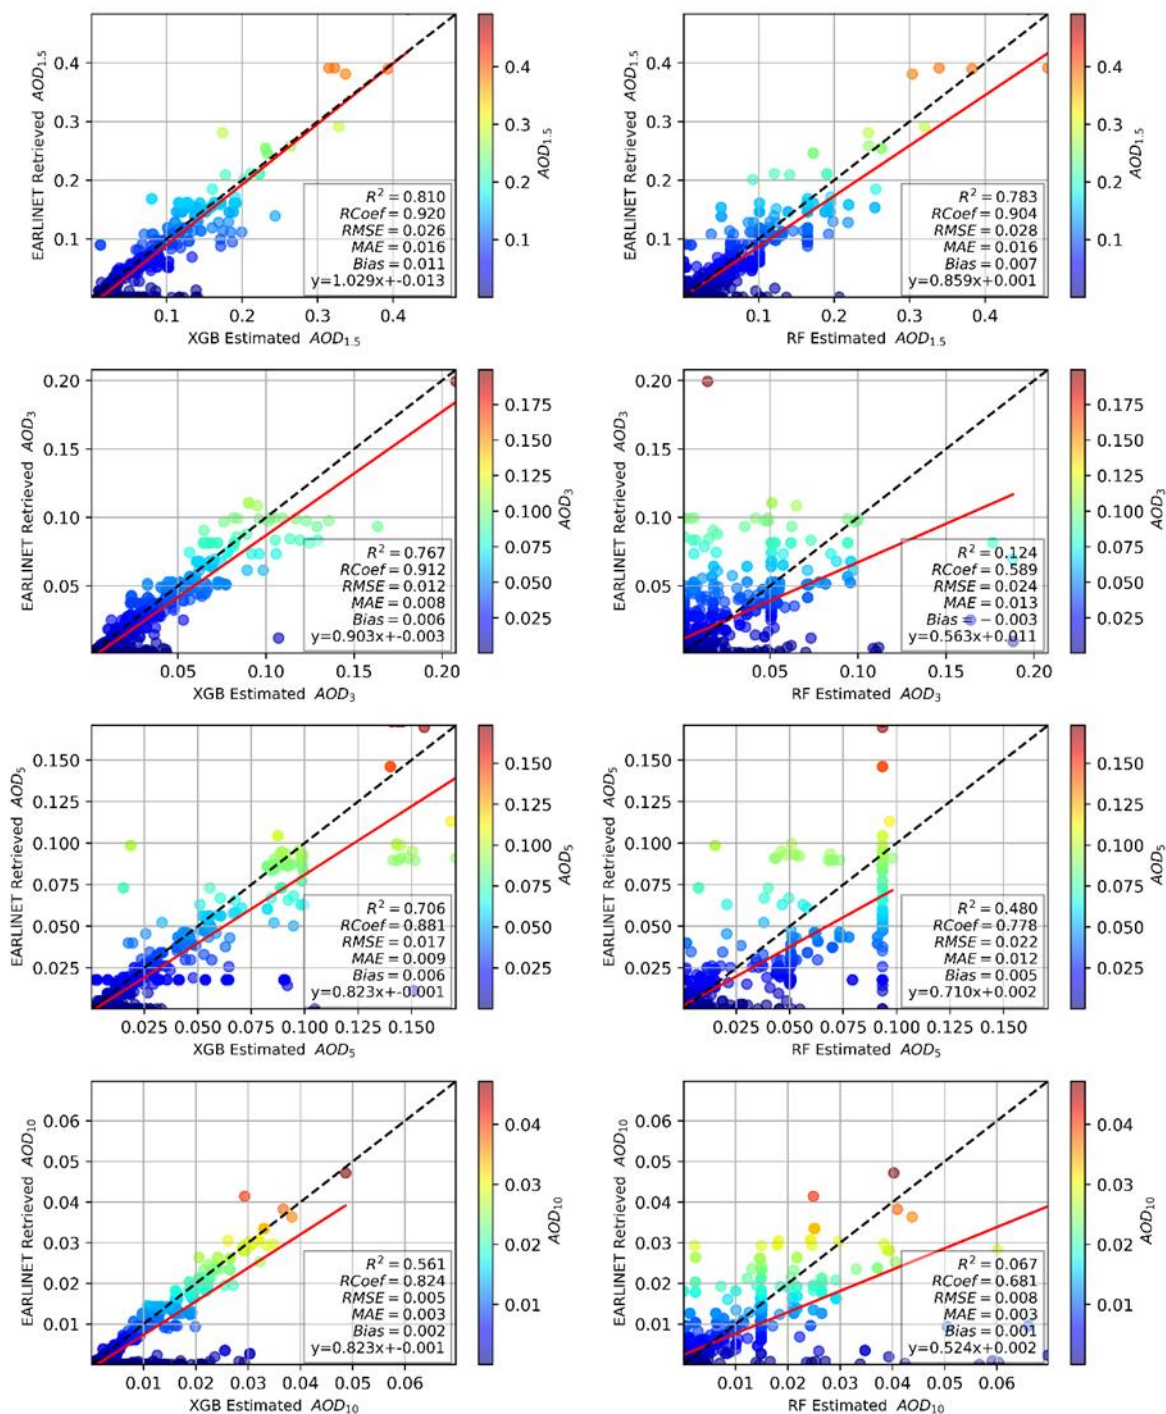 EARLINET Retrieved AOD1.5
0.4
0.3
0.2
0.1
R² = 0.810
RCoef = 0.920
RMSE = 0.026
MAE = 0.016
Bias = 0.011
y=1.029x+-0.013
0.1 0.2 0.3 0.4
XGB Estimated AOD1.5
0.4
0.3
0.2
0.1
AOD1.5
EARLINET Retrieved AOD1.5
0.4
0.3
0.2
0.1
R² = 0.783
RCoef = 0.904
RMSE = 0.028
MAE = 0.016
Bias = 0.007
y=0.859x+0.001
0.1 0.2 0.3 0.4
RF Estimated AOD1.5
0.4
0.3
0.2
0.1
AOD1.5
EARLINET Retrieved AOD3
0.20
0.15
0.10
0.05
R² = 0.767
RCoef = 0.912
RMSE = 0.012
MAE = 0.008
Bias = 0.006
y=0.903x+-0.003
0.05 0.10 0.15 0.20
XGB Estimated AOD3
0.175
0.150
0.125
0.100
0.075
0.050
0.025
AOD3
EARLINET Retrieved AOD3
0.20
0.15
0.10
0.05
R² = 0.124
RCoef = 0.589
RMSE = 0.024
MAE = 0.013
Bias = −0.003
y=0.563x+0.011
0.05 0.10 0.15 0.20
RF Estimated AOD3
0.175
0.150
0.125
0.100
0.075
0.050
0.025
AOD3
EARLINET Retrieved AOD5
0.150
0.125
0.100
0.075
0.050
0.025
R² = 0.706
RCoef = 0.881
RMSE = 0.017
MAE = 0.009
Bias = 0.006
y=0.823x+-0.001
0.025 0.050 0.075 0.100 0.125 0.150
XGB Estimated AOD5
0.150
0.125
0.100
0.075
0.050
0.025
AOD5
EARLINET Retrieved AOD5
0.150
0.125
0.100
0.075
0.050
0.025
R² = 0.480
RCoef = 0.778
RMSE = 0.022
MAE = 0.012
Bias = 0.005
y=0.710x+0.002
0.025 0.050 0.075 0.100 0.125 0.150
RF Estimated AOD5
0.150
0.125
0.100
0.075
0.050
0.025
AOD5
EARLINET Retrieved AOD10
0.06
0.05
0.04
0.03
0.02
0.01
R² = 0.561
RCoef = 0.824
RMSE = 0.005
MAE = 0.003
Bias = 0.002
y=0.823x+-0.001
0.01 0.02 0.03 0.04 0.05 0.06
XGB Estimated AOD10
0.04
0.03
0.02
0.01
AOD10
EARLINET Retrieved AOD10
0.06
0.05
0.04
0.03
0.02
0.01
R² = 0.067
RCoef = 0.681
RMSE = 0.008
MAE = 0.003
Bias = 0.001
y=0.524x+0.002
0.01 0.02 0.03 0.04 0.05 0.06
RF Estimated AOD10
0.04
0.03
0.02
0.01
AOD10